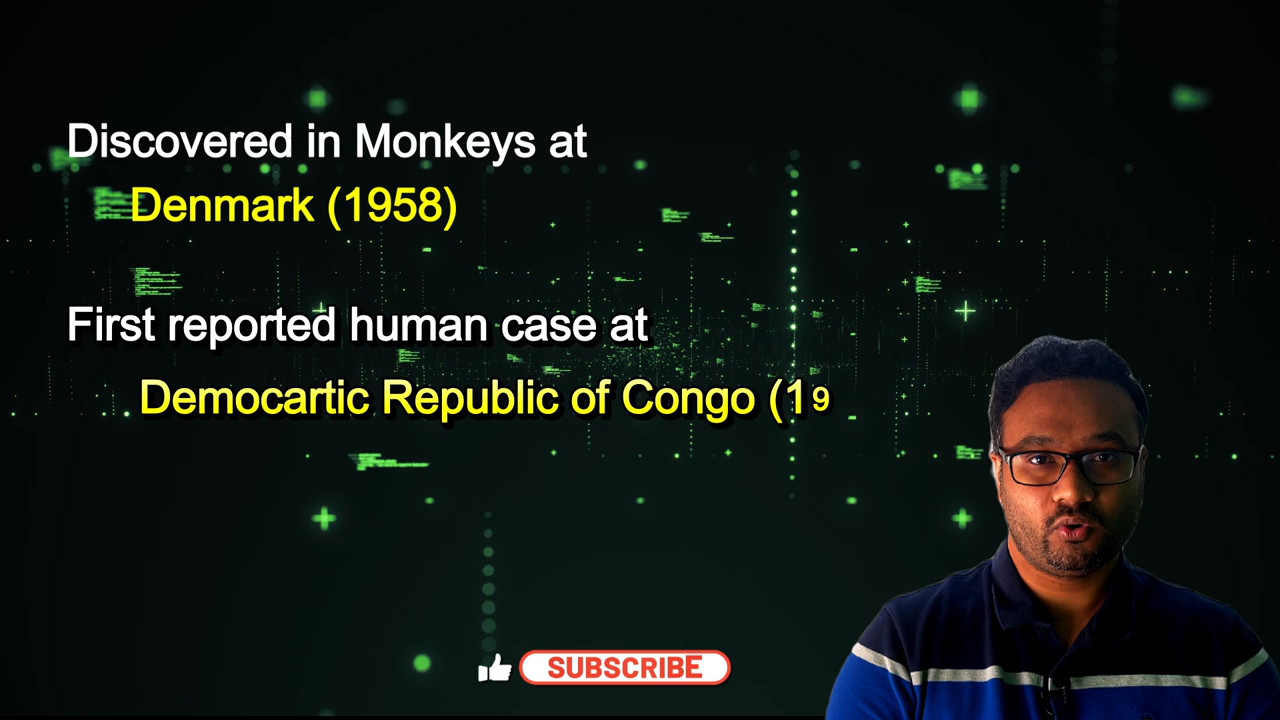 Discovered in Monkeys at
Denmark (1958)
First reported human case at
Democartic Republic of Congo (19
SUBSCRIBE